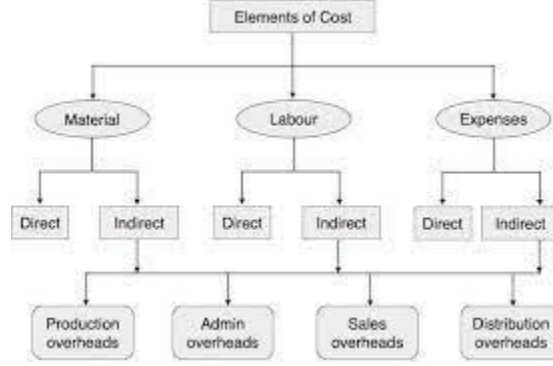 Elements of Cost
Material
Labour
Expenses
Direct
Indirect
Direct
Indirect
Direct
Indirect
Production
overheads
Admin
overheads
Sales
overheads
Distribution
overheads